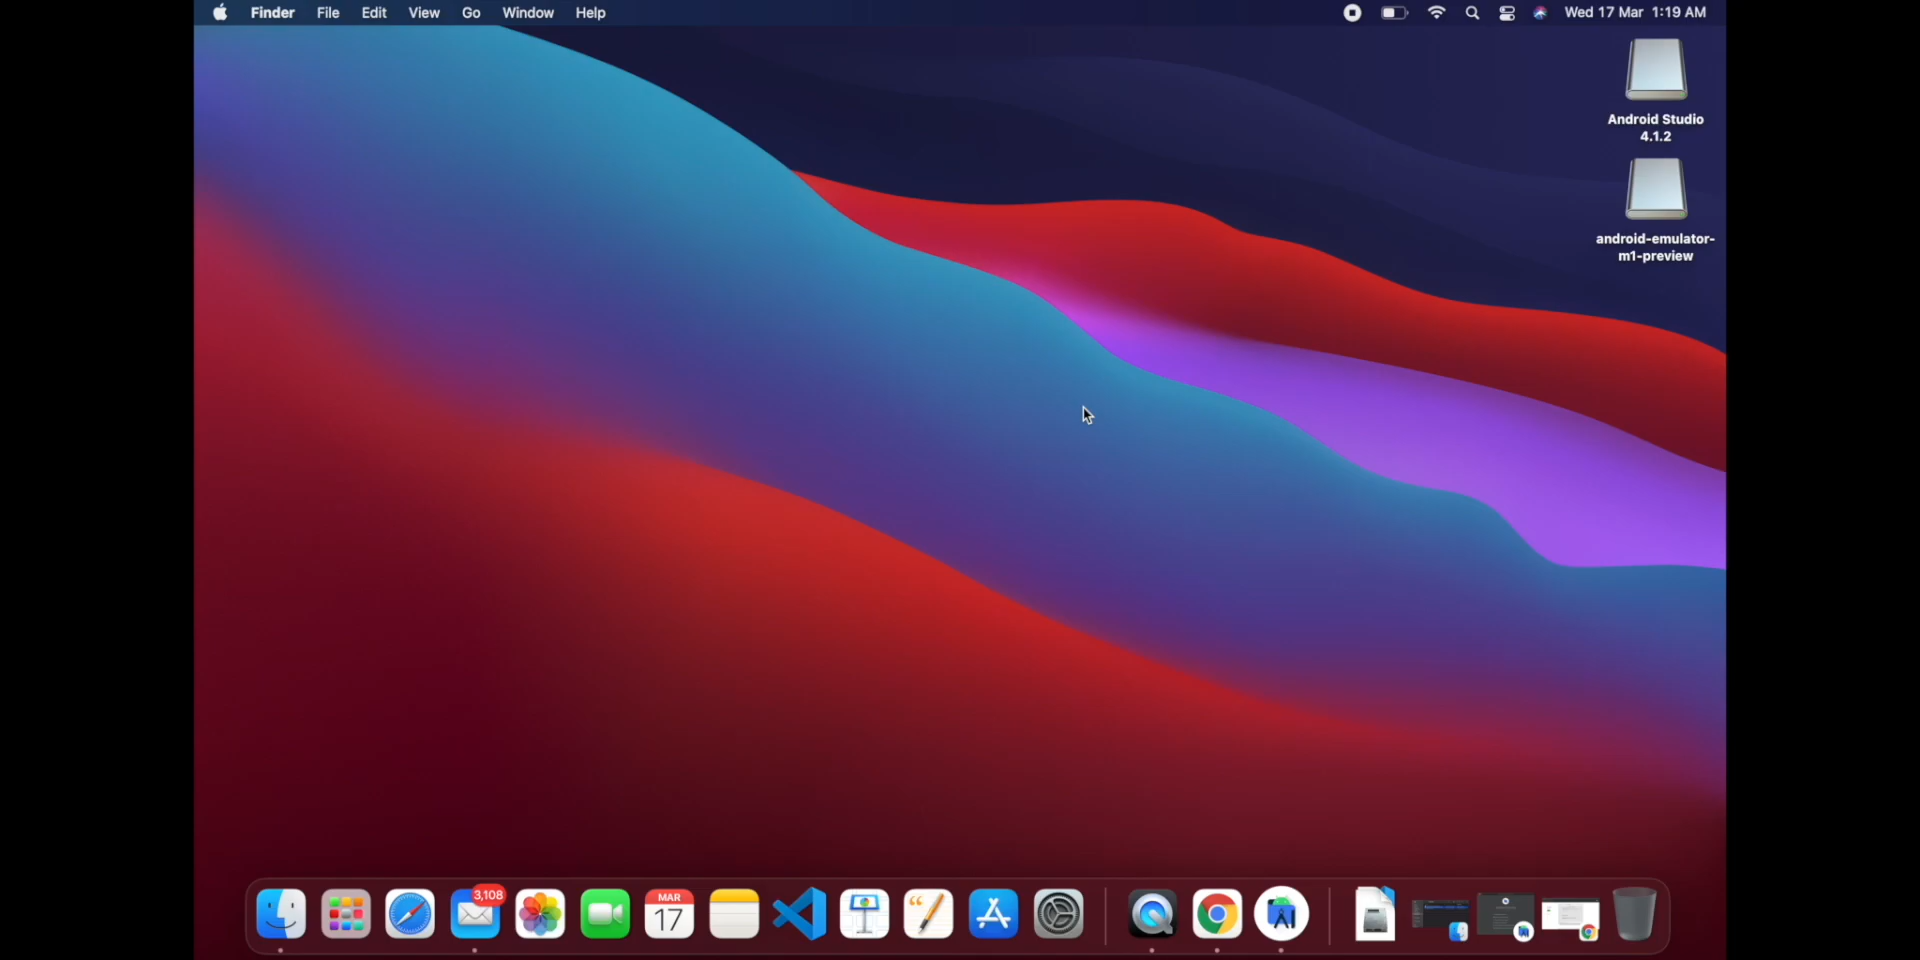 Finder File Edit View Go Window Help Wed 17 Mar 1:19 AM
Android Studio
4.1.2
android-emulator-
m1-preview
3,108
MAR
17